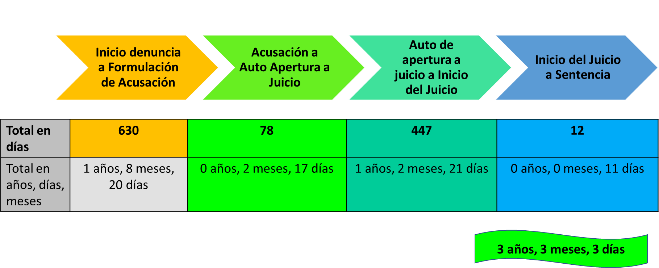 Inicio denuncia
a Formulación
de Acusación
Acusación a
Auto Apertura a
Juicio
Auto de
apertura a
juicio a Inicio
del Juicio
Inicio del Juicio
a Sentencia
Total en
días
630
78
447
12
Total en
años, días,
meses
1 años, 8 meses,
20 días
0 años, 2 meses, 17 días
1 años, 2 meses, 21 días
0 años, 0 meses, 11 días
3 años, 3 meses, 3 días